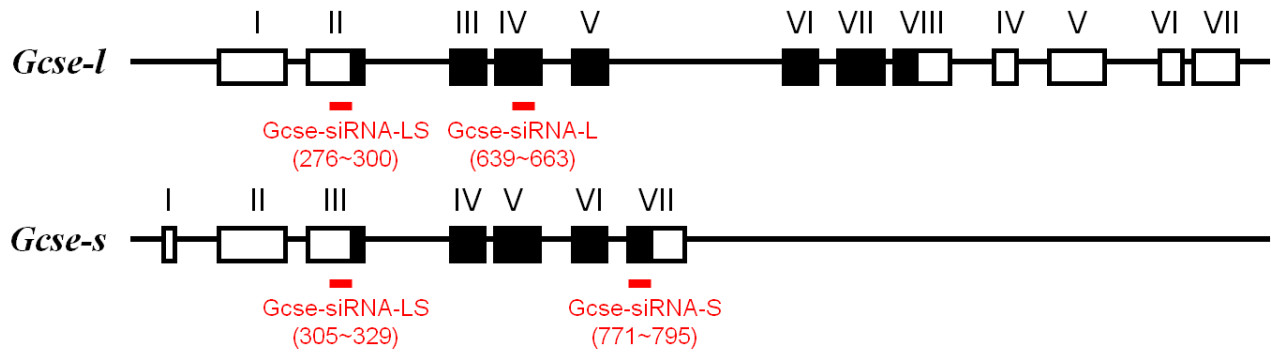 I II III IV V VI VII VIII IV V VI VII
Gcse-l
Gcse-siRNA-LS Gcse-siRNA-L
(276~300) (639~663)
I II III IV V VI VII
Gcse-s
Gcse-siRNA-LS Gcse-siRNA-S
(305~329) (771~795)